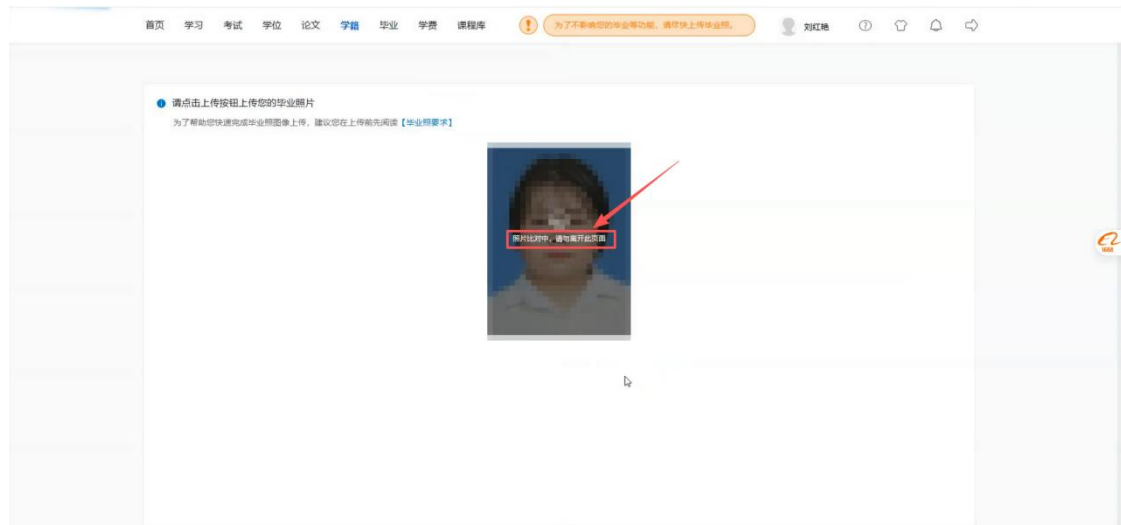 首页 学习 考试 学位 论文 学籍 毕业 学费 课程库 为了不影响您的毕业等功能，请尽快上传毕业照。 刘红艳
请点击上传按钮上传您的毕业照片
为了帮助您快速完成毕业照图像上传，建议您在上传前先阅读【毕业照要求】
照片比对中，请勿离开此页面